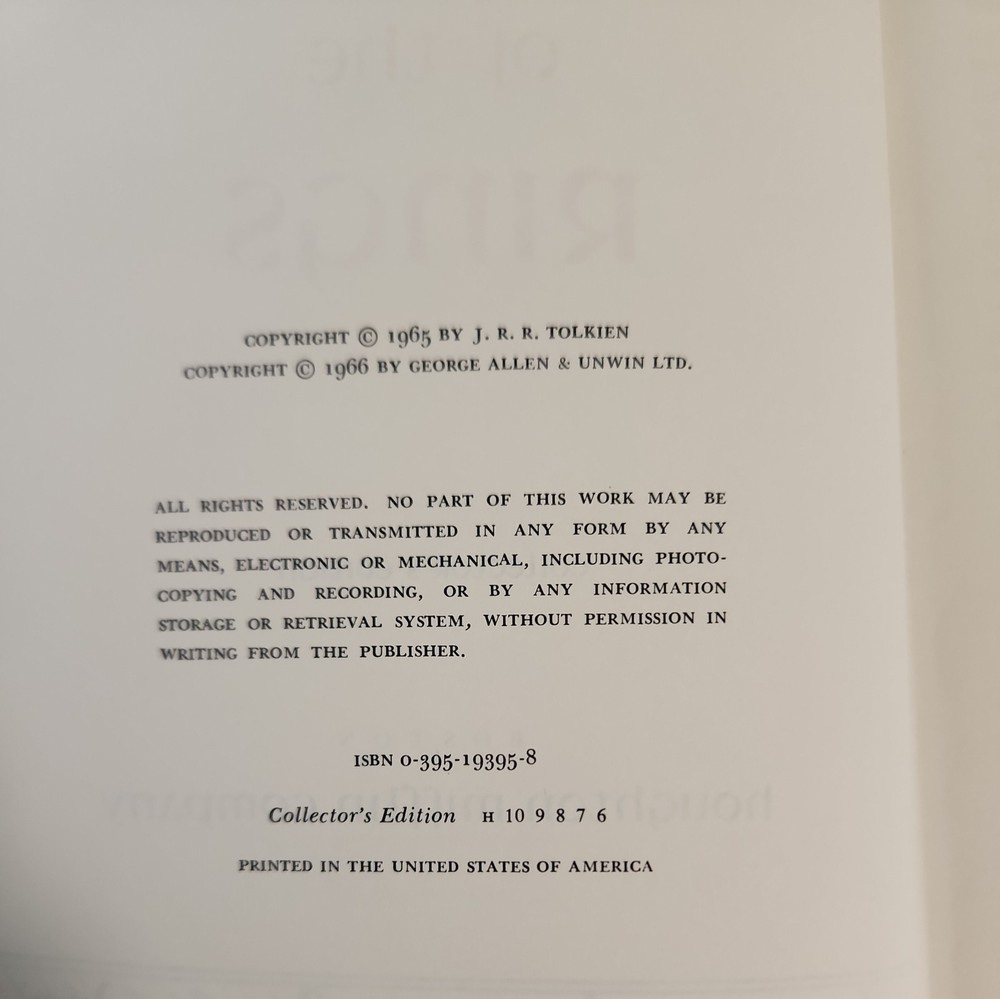 COPYRIGHT © 1965 BY J. R. R. TOLKIEN
COPYRIGHT © 1966 BY GEORGE ALLEN & UNWIN LTD.
ALL RIGHTS RESERVED. NO PART OF THIS WORK MAY BE
REPRODUCED OR TRANSMITTED IN ANY FORM BY ANY
MEANS, ELECTRONIC OR MECHANICAL, INCLUDING PHOTO-
COPYING AND RECORDING, OR BY ANY INFORMATION
STORAGE OR RETRIEVAL SYSTEM, WITHOUT PERMISSION IN
WRITING FROM THE PUBLISHER.
ISBN 0-395-19395-8
Collector's Edition H 10 9 8 7 6
PRINTED IN THE UNITED STATES OF AMERICA